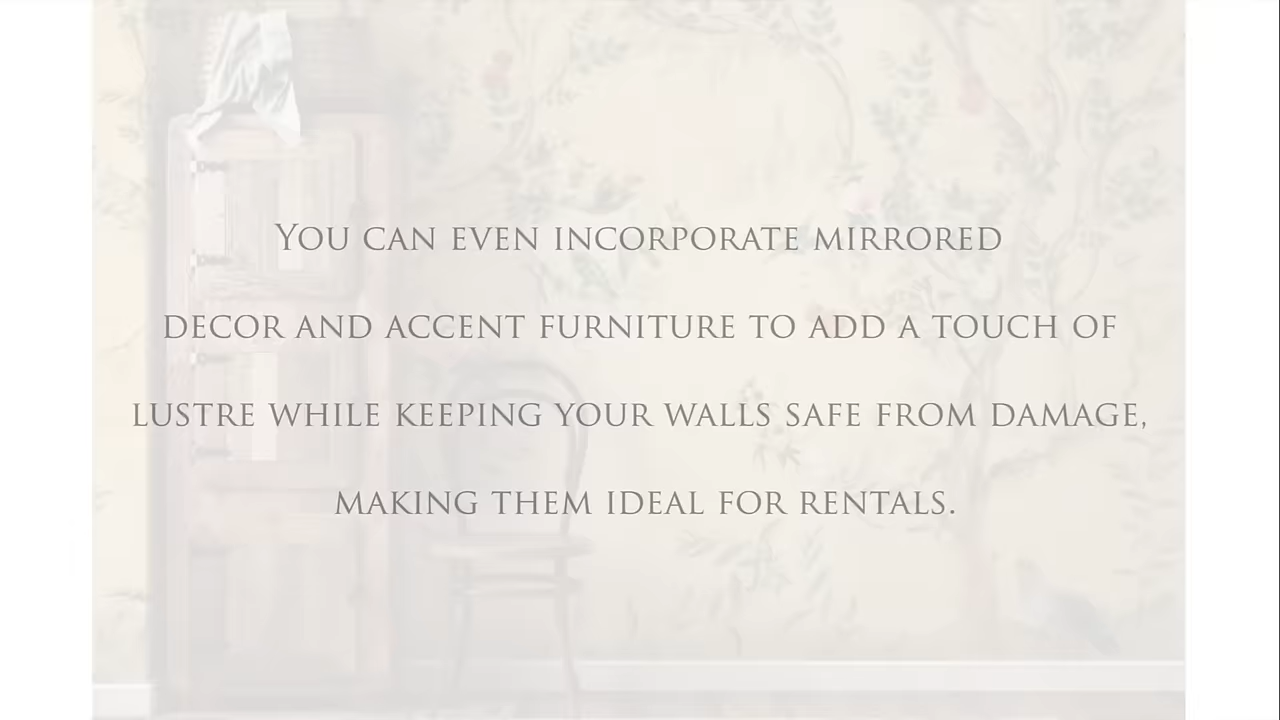 You can even incorporate mirrored
decor and accent furniture to add a touch of
lustre while keeping your walls safe from damage,
making them ideal for rentals.